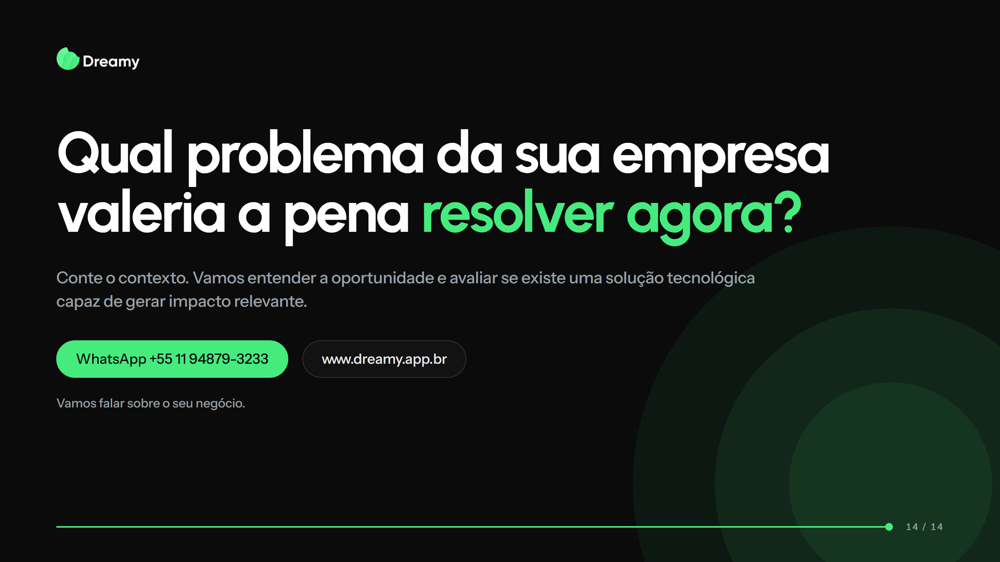 Dreamy
Qual problema da sua empresa
valeria a pena resolver agora?
Conte o contexto. Vamos entender a oportunidade e avaliar se existe uma solução tecnológica
capaz de gerar impacto relevante.
WhatsApp +55 11 94879-3233
www.dreamy.app.br
Vamos falar sobre o seu negócio.
14 / 14